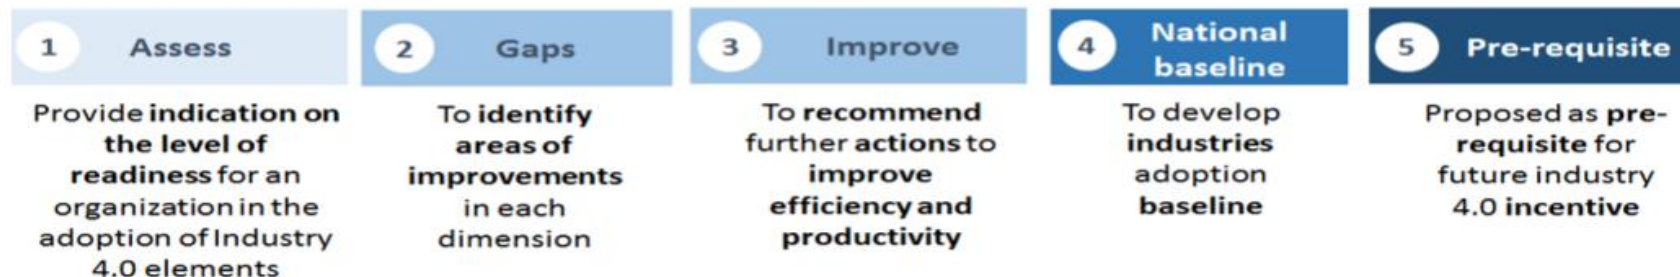 1 Assess
Provide indication on
the level of
readiness for an
organization in the
adoption of Industry
4.0 elements
2 Gaps
To identify
areas of
improvements
in each
dimension
3 Improve
To recommend
further actions to
improve
efficiency and
productivity
4 National
baseline
To develop
industries
adoption
baseline
5 Pre-requisite
Proposed as pre-
requisite for
future industry
4.0 incentive